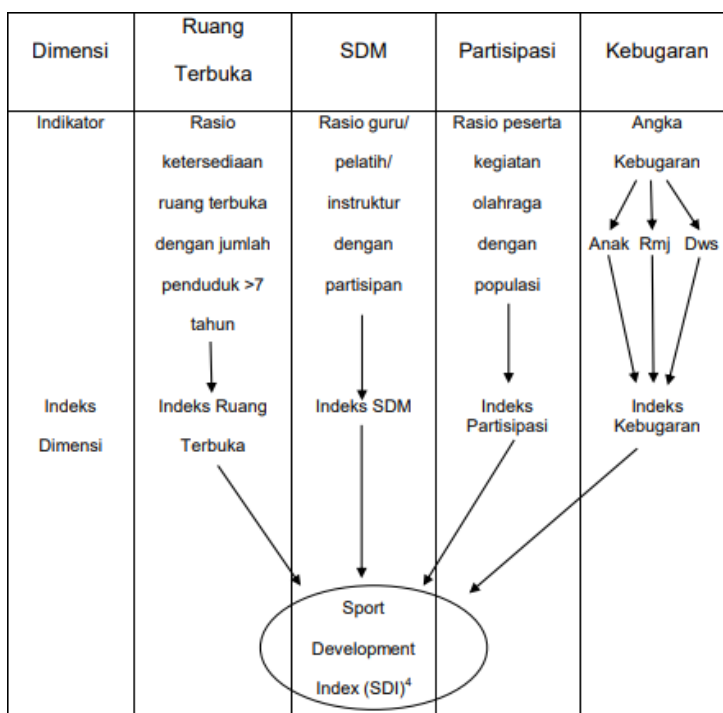 Dimensi
Ruang
Terbuka
SDM
Partisipasi
Kebugaran
Indikator
Rasio
ketersediaan
ruang terbuka
dengan jumlah
penduduk >7
tahun
Rasio guru/
pelatih/
instruktur
dengan
partisipan
Rasio peserta
kegiatan
olahraga
dengan
populasi
Angka
Kebugaran
Anak Rmj Dws
Indeks
Dimensi
Indeks Ruang
Terbuka
Indeks SDM
Indeks
Partisipasi
Indeks
Kebugaran
Sport
Development
Index (SDI)⁴